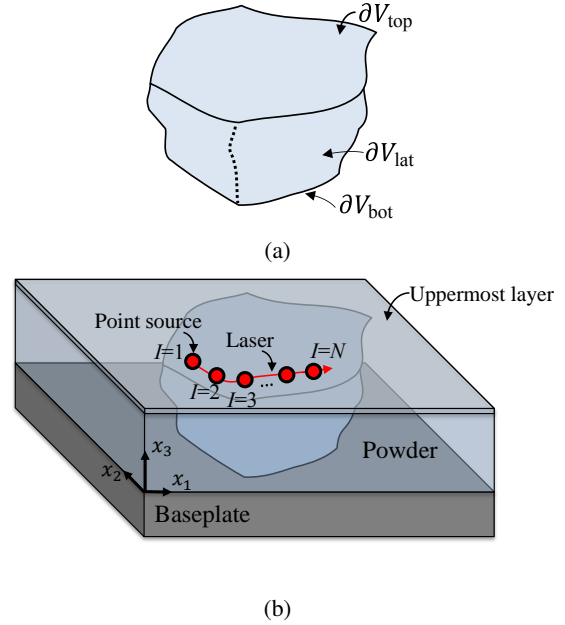 ∂V_top
∂V_lat
∂V_bot
(a)
Uppermost layer
Point source
I=1
Laser
I=N
I=2
I=3
...
Powder
x_3
x_2
x_1
Baseplate
(b)